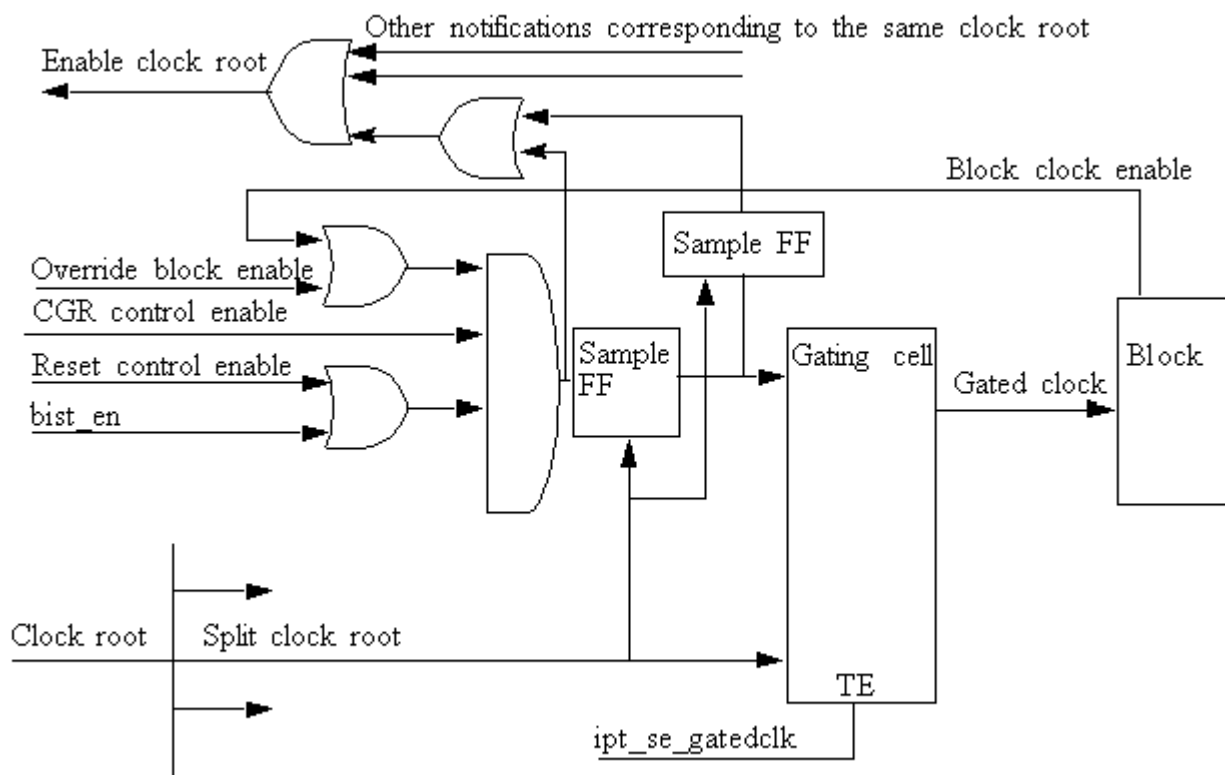 Other notifications corresponding to the same clock root
Enable clock root
Block clock enable
Sample FF
Override block enable
CGR control enable
Sample
FF
Gating cell
Block
Reset control enable
Gated clock
bist_en
Clock root
Split clock root
TE
ipt_se_gatedclk